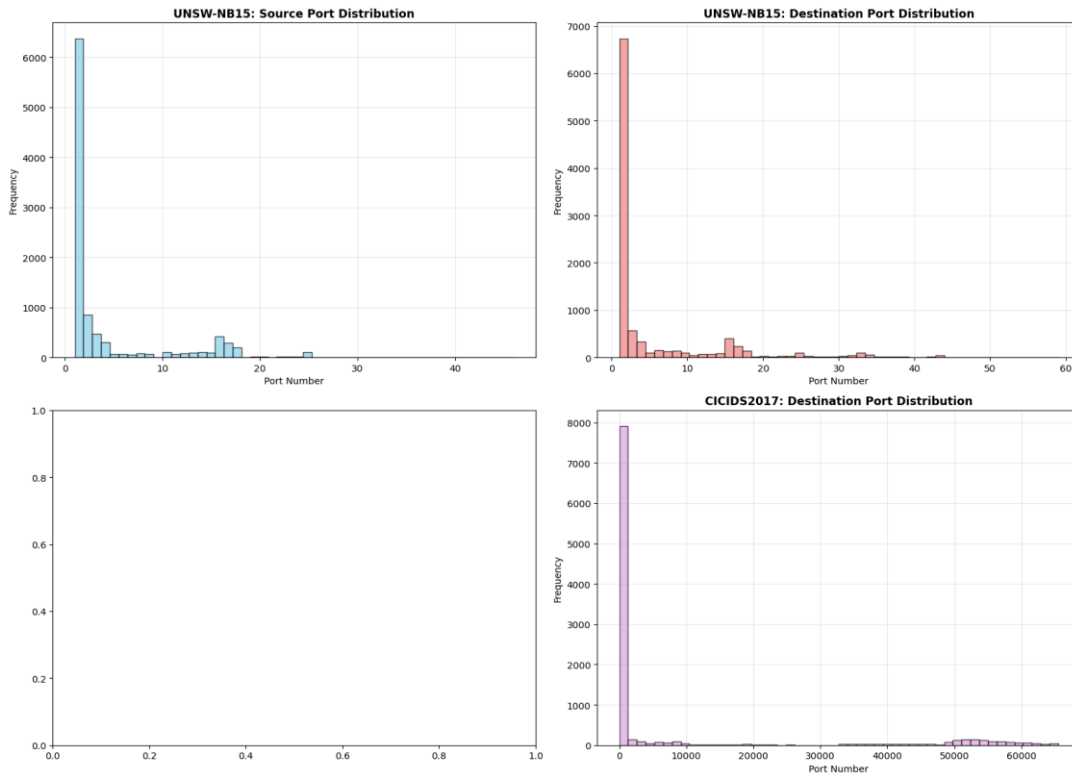 UNSW-NB15: Source Port Distribution
6000
5000
4000
3000
2000
1000
0
Frequency
0 10 20 30 40
Port Number
UNSW-NB15: Destination Port Distribution
7000
6000
5000
4000
3000
2000
1000
0
Frequency
0 10 20 30 40 50 60
Port Number
1.0
0.8
0.6
0.4
0.2
0.0
0.0 0.2 0.4 0.6 0.8 1.0
CICIDS2017: Destination Port Distribution
8000
7000
6000
5000
4000
3000
2000
1000
0
Frequency
0 10000 20000 30000 40000 50000 60000
Port Number